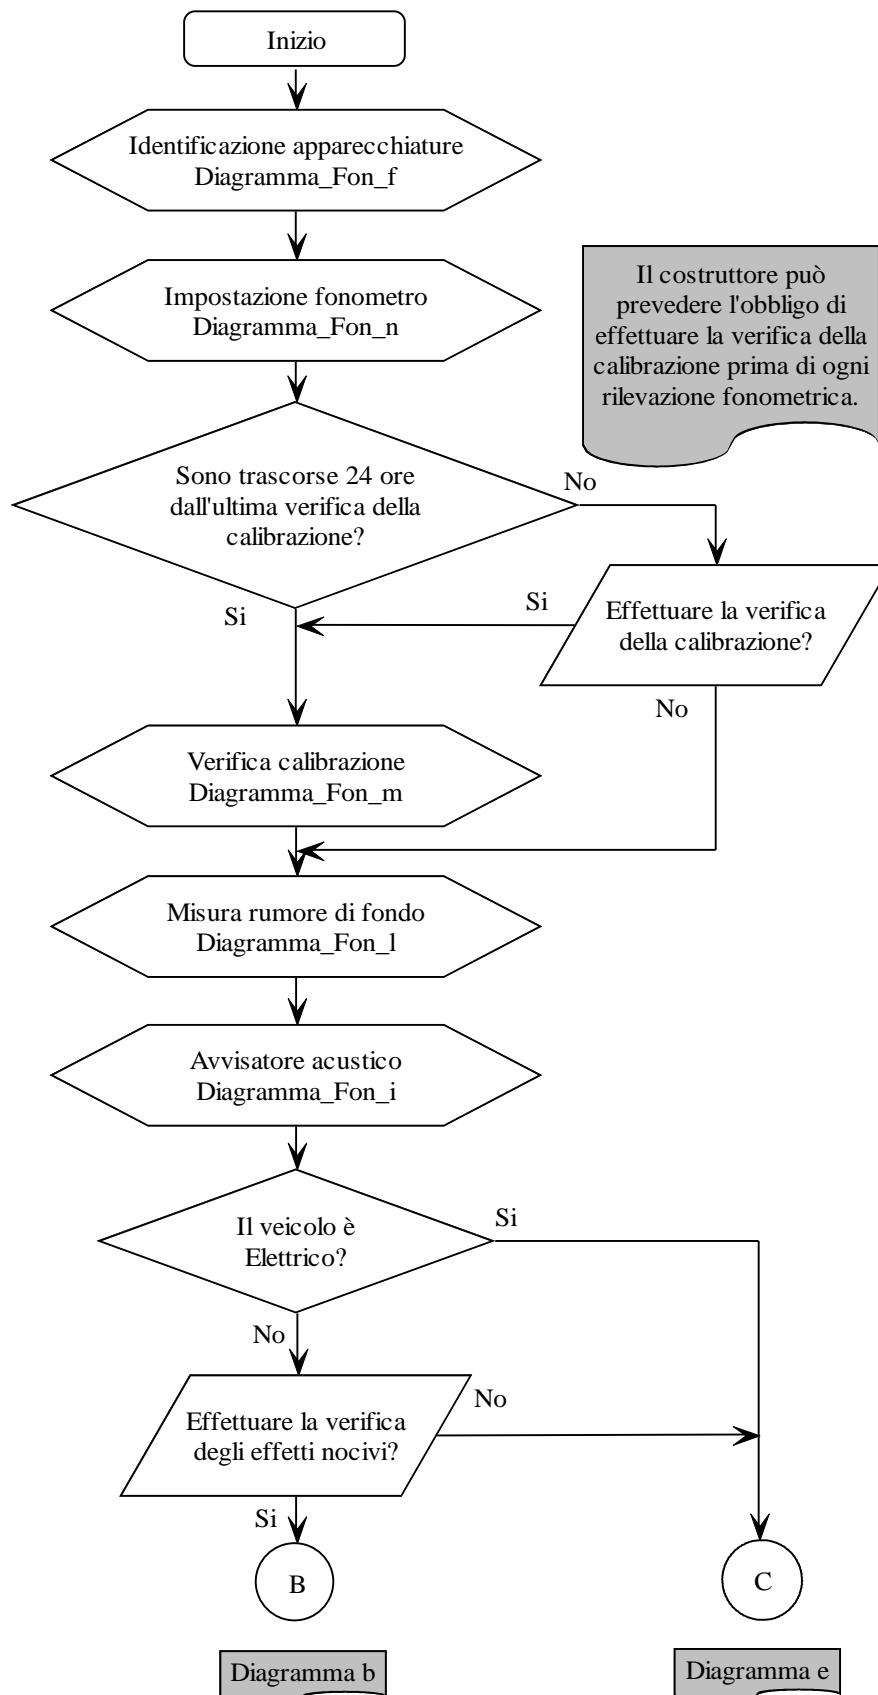 Inizio
Identificazione apparecchiature
Diagramma_Fon_f
Impostazione fonometro
Diagramma_Fon_n
Il costruttore può
prevedere l'obbligo di
effettuare la verifica della
calibrazione prima di ogni
rilevazione fonometrica.
Sono trascorse 24 ore
dall'ultima verifica della
calibrazione?
No
Si
Si
Effettuare la verifica
della calibrazione?
No
Verifica calibrazione
Diagramma_Fon_m
Misura rumore di fondo
Diagramma_Fon_l
Avvisatore acustico
Diagramma_Fon_i
Il veicolo è
Elettrico?
Si
No
Effettuare la verifica
degli effetti nocivi?
No
Si
B
C
Diagramma b
Diagramma e